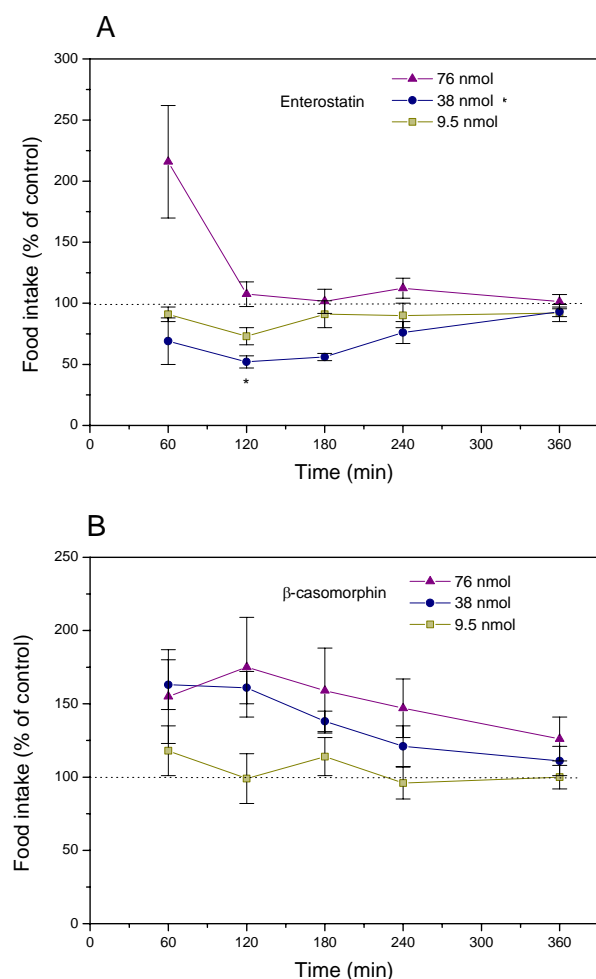 A
300
250
200
150
100
50
0
Food intake (% of control)
Enterostatin
76 nmol
38 nmol *
9.5 nmol
*
0 60 120 180 240 300 360
Time (min)
B
250
200
150
100
50
0
Food intake (% of control)
β-casomorphin
76 nmol
38 nmol
9.5 nmol
0 60 120 180 240 300 360
Time (min)